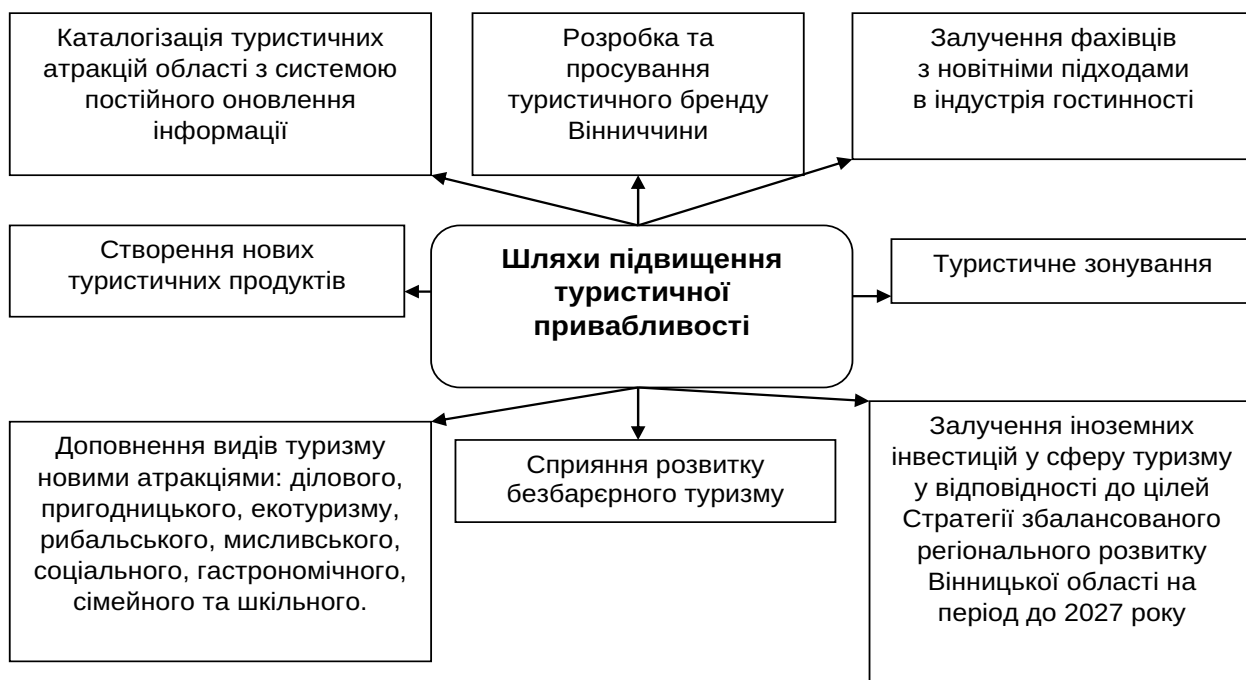 Каталогізація туристичних
атракцій області з системою
постійного оновлення
інформації
Розробка та
просування
туристичного бренду
Вінниччини
Залучення фахівців
з новітніми підходами
в індустрія гостинності
Створення нових
туристичних продуктів
Шляхи підвищення
туристичної
привабливості
Туристичне зонування
Доповнення видів туризму
новими атракціями: ділового,
пригодницького, екотуризму,
рибальського, мисливського,
соціального, гастрономічного,
сімейного та шкільного.
Сприяння розвитку
безбарєрного туризму
Залучення іноземних
інвестицій у сферу туризму
у відповідності до цілей
Стратегії збалансованого
регіонального розвитку
Вінницької області на
період до 2027 року